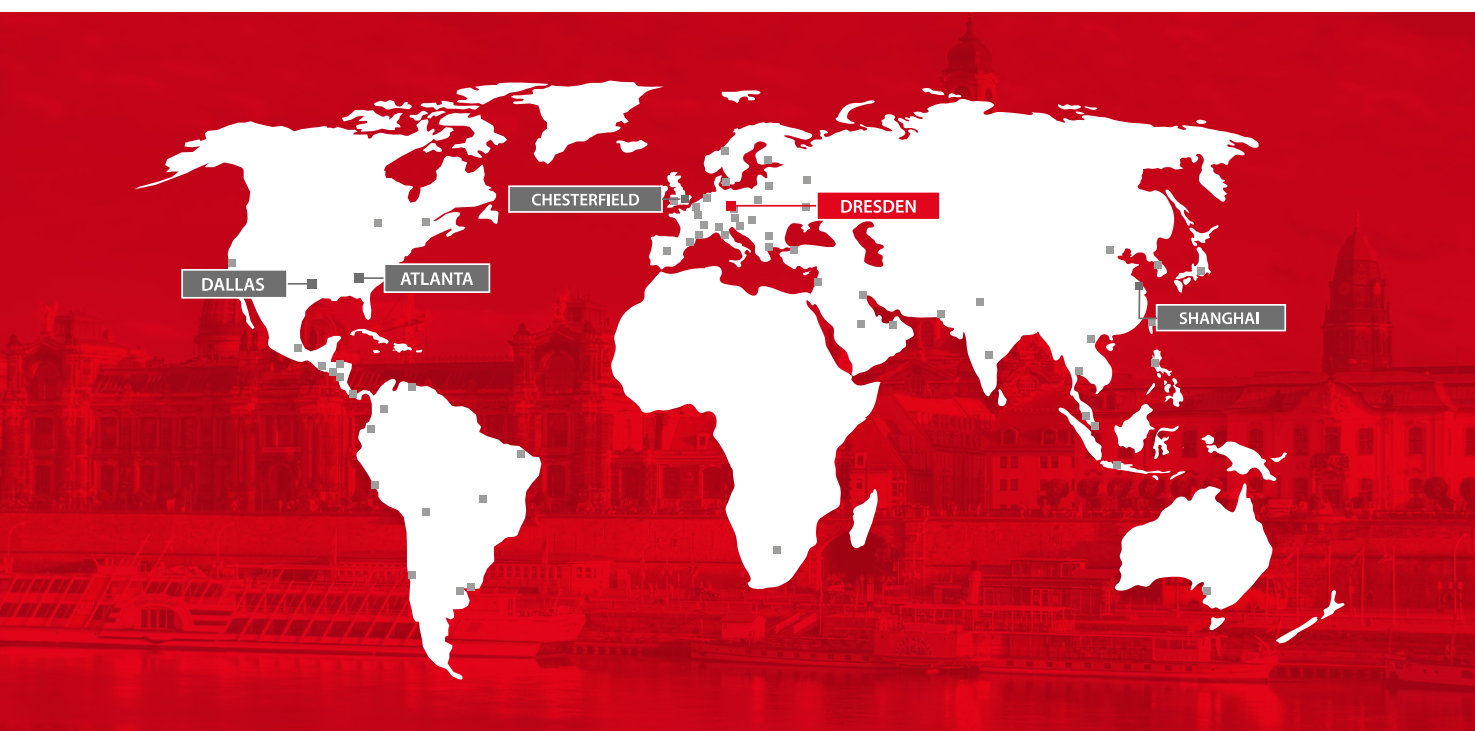 CHESTERFIELD
DRESDEN
DALLAS
ATLANTA
SHANGHAI